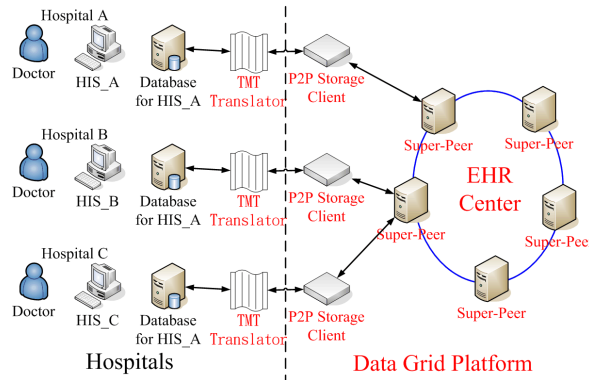 Hospital A
Doctor
HIS_A
Database
for HIS_A
TMT
Translator
P2P Storage
Client
Super-Peer
Super-Peer
Hospital B
Doctor
HIS_B
Database
for HIS_A
TMT
Translator
P2P Storage
Client
Super-Peer
EHR
Center
Super-Pee
Hospital C
Doctor
HIS_C
Database
for HIS_A
TMT
Translator
P2P Storage
Client
Super-Peer
Hospitals
Data Grid Platform